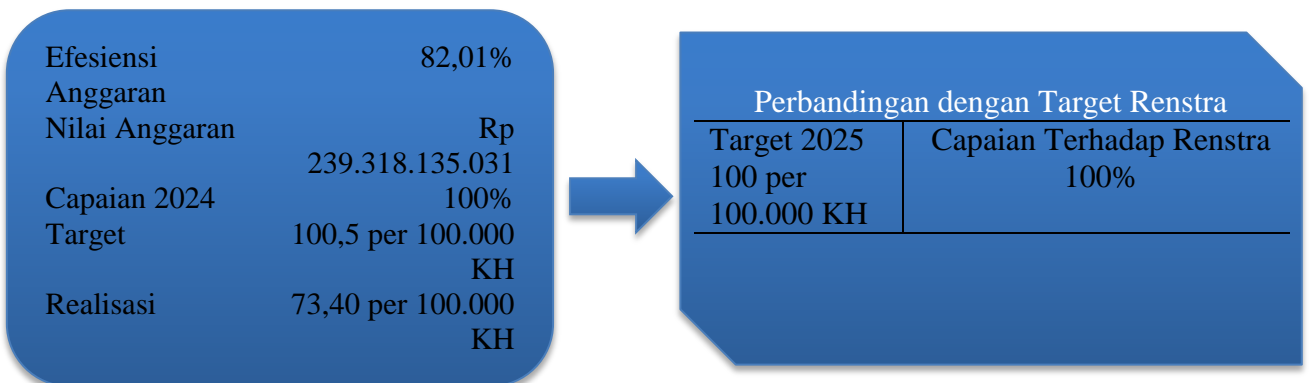 Efesiensi 82,01%
Anggaran
Nilai Anggaran Rp
239.318.135.031
Capaian 2024 100%
Target 100,5 per 100.000
KH
Realisasi 73,40 per 100.000
KH
Perbandingan dengan Target Renstra
Target 2025 Capaian Terhadap Renstra
100 per 100%
100.000 KH